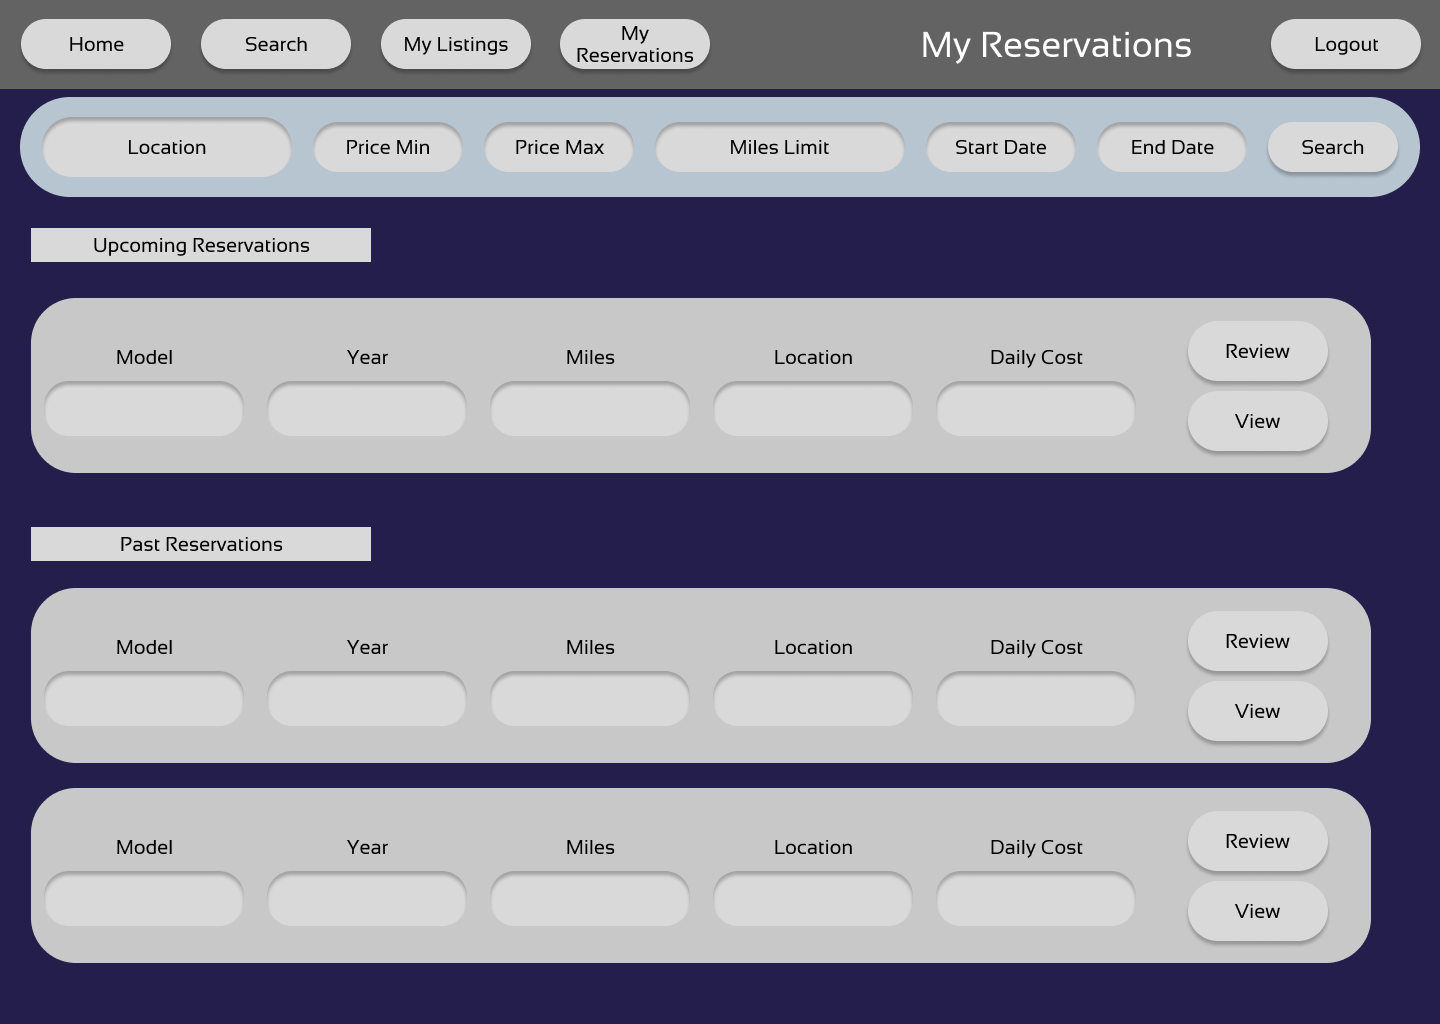 Home
Search
My Listings
My
Reservations
My Reservations
Logout
Location
Price Min
Price Max
Miles Limit
Start Date
End Date
Search
Upcoming Reservations
Model
Year
Miles
Location
Daily Cost
Review
View
Past Reservations
Model
Year
Miles
Location
Daily Cost
Review
View
Model
Year
Miles
Location
Daily Cost
Review
View